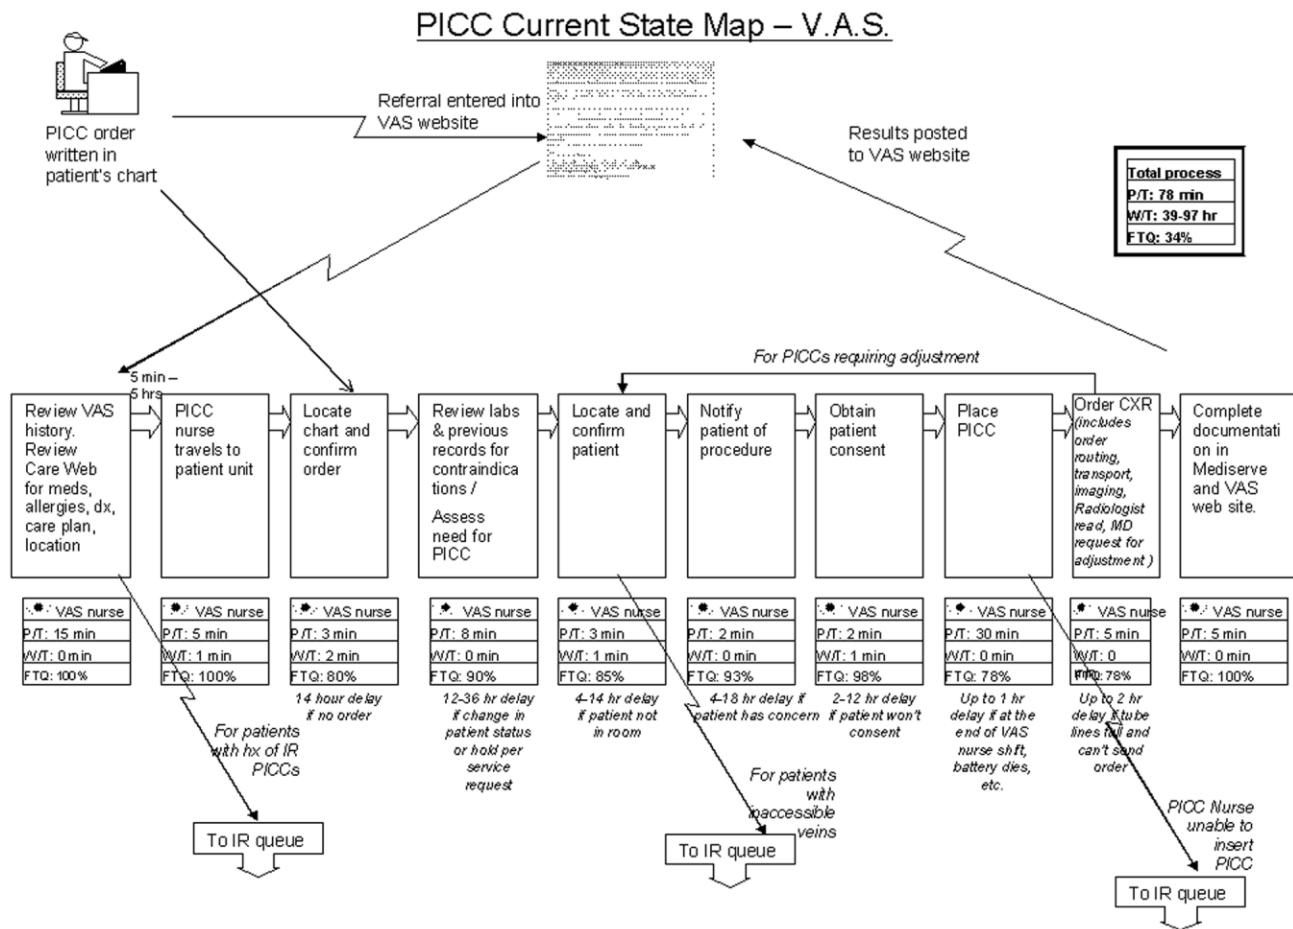 PICC Current State Map – V.A.S.
PICC order
written in
patient's chart
Referral entered into
VAS website
Results posted
to VAS website
Total process
P/T: 78 min
W/T: 39-97 hr
FTQ: 34%
For PICCs requiring adjustment
5 min –
5 hrs
Review VAS
history.
Review
Care Web
for meds,
allergies, dx,
care plan,
location
PICC
nurse
travels to
patient unit
Locate
chart and
confirm
order
Review labs
& previous
records for
contraindica
tions /
Assess
need for
PICC
Locate and
confirm
patient
Notify
patient of
procedure
Obtain
patient
consent
Place
PICC
Order CXR
(includes
order
routing,
transport,
imaging,
Radiologist
read, MD
request for
adjustment )
Complete
documentati
on in
Mediserve
and VAS
web site.
VAS nurse
P/T: 15 min
W/T: 0 min
FTQ: 100%
VAS nurse
P/T: 5 min
W/T: 1 min
FTQ: 100%
VAS nurse
P/T: 3 min
W/T: 2 min
FTQ: 80%
14 hour delay
if no order
VAS nurse
P/T: 8 min
W/T: 0 min
FTQ: 90%
12-36 hr delay
if change in
patient status
or hold per
service
request
VAS nurse
P/T: 3 min
W/T: 1 min
FTQ: 85%
4-14 hr delay
if patient not
in room
VAS nurse
P/T: 2 min
W/T: 0 min
FTQ: 93%
4-18 hr delay if
patient has concern
VAS nurse
P/T: 2 min
W/T: 1 min
FTQ: 98%
2-12 hr delay
if patient won't
consent
VAS nurse
P/T: 30 min
W/T: 0 min
FTQ: 78%
Up to 1 hr
delay if at the
end of VAS
nurse shft,
battery dies,
etc.
VAS nurse
P/T: 5 min
W/T: 0
FTQ: 78%
Up to 2 hr
delay if tube
lines full and
can't send
order
VAS nurse
P/T: 5 min
W/T: 0 min
FTQ: 100%
For patients
with hx of IR
PICCs
To IR queue
For patients
with
inaccessible
veins
To IR queue
PICC Nurse
unable to
insert
PICC
To IR queue